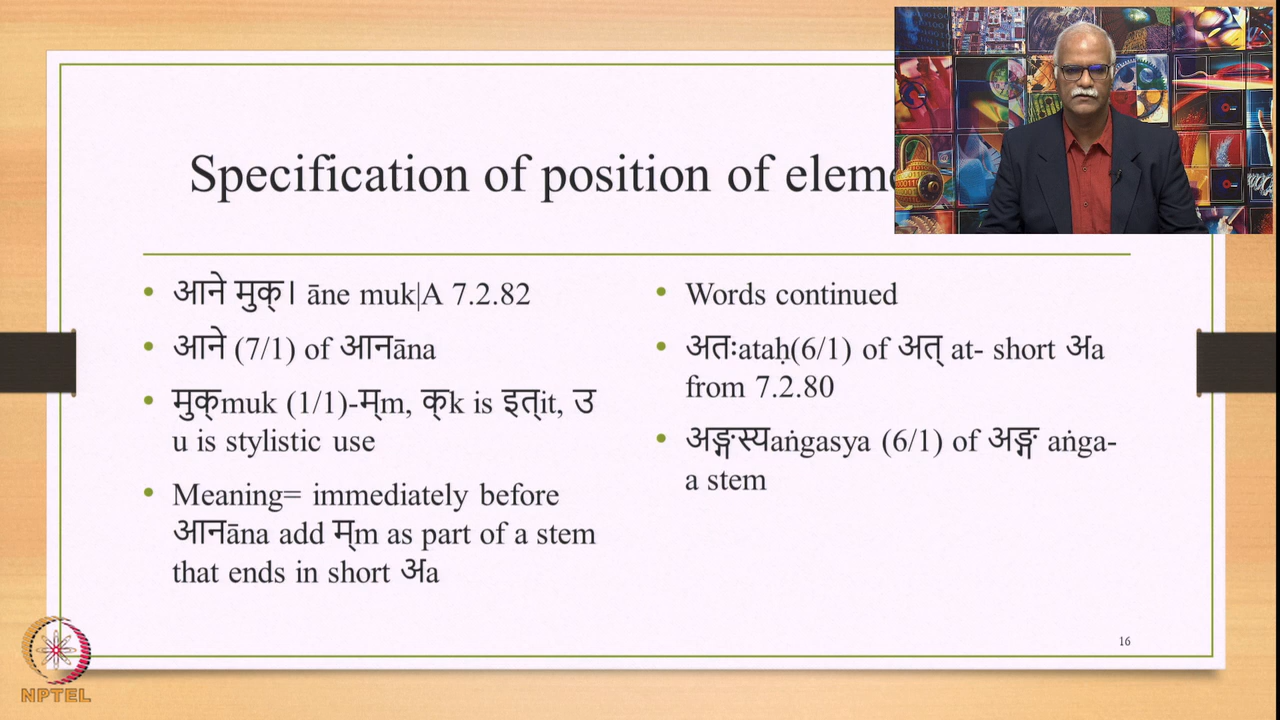 Specification of position of eleme
आने मुक्। āne muk|A 7.2.82
आने (7/1) of आनāna
मुक्muk (1/1)-म्m, क्k is इत्it, उ
u is stylistic use
Meaning= immediately before
आनāna add म्m as part of a stem
that ends in short अa
Words continued
अतःataḥ(6/1) of अत् at- short अa
from 7.2.80
अङ्गस्यaṅgasya (6/1) of अङ्ग aṅga-
a stem
16
NPTEL